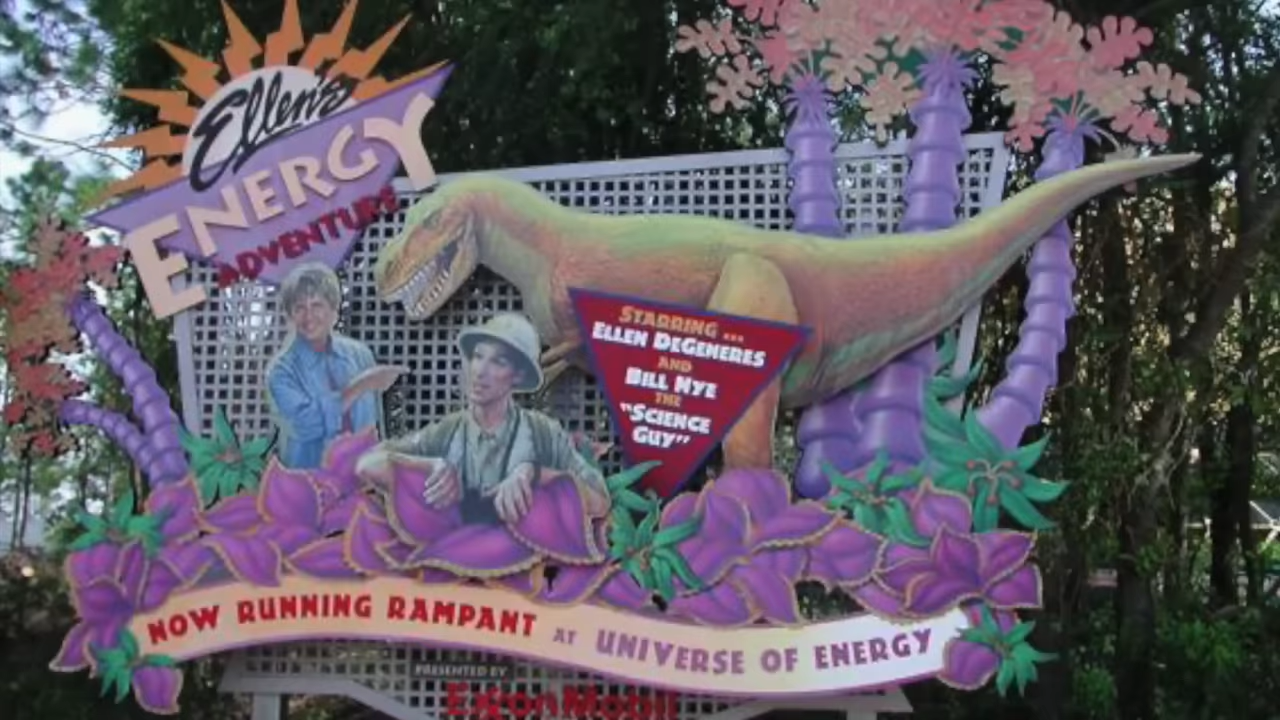 Ellen's
ENERGY
ADVENTURE
STARRING ...
ELLEN DEGENERES
AND
BILL NYE
THE
"SCIENCE
GUY"
NOW RUNNING RAMPANT AT UNIVERSE OF ENERGY
PRESENTED BY
ExxonMobil